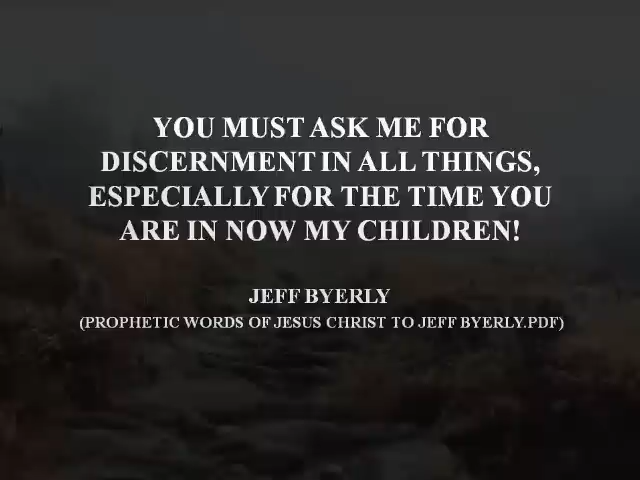 YOU MUST ASK ME FOR
DISCERNMENT IN ALL THINGS,
ESPECIALLY FOR THE TIME YOU
ARE IN NOW MY CHILDREN!
JEFF BYERLY
(PROPHETIC WORDS OF JESUS CHRIST TO JEFF BYERLY.PDF)